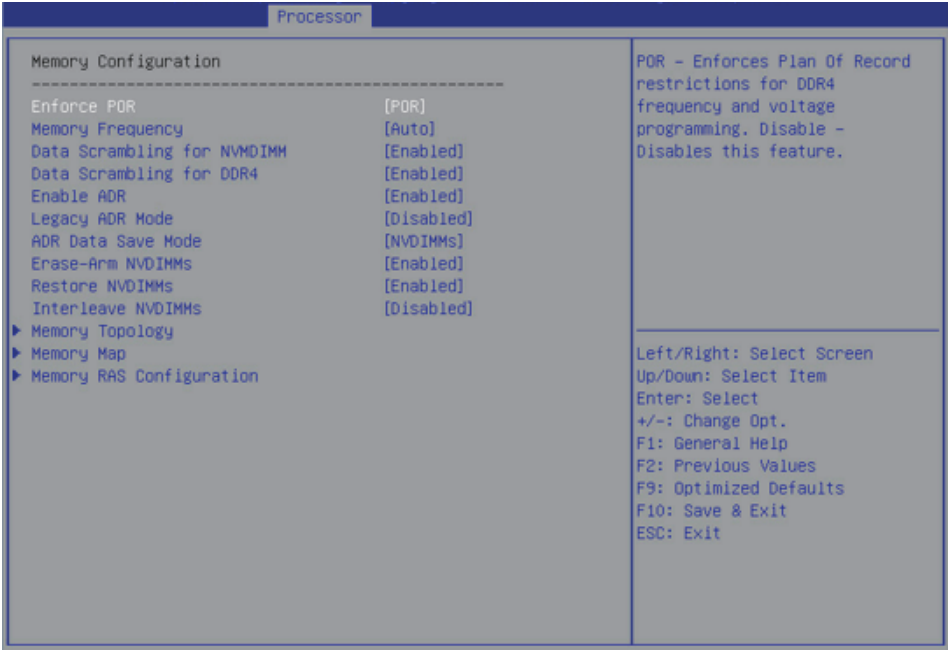 Processor
Memory Configuration
--------------------------------------------------
Enforce POR [POR]
Memory Frequency [Auto]
Data Scrambling for NVMDIMM [Enabled]
Data Scrambling for DDR4 [Enabled]
Enable ADR [Enabled]
Legacy ADR Mode [Disabled]
ADR Data Save Mode [NVDIMMs]
Erase-Arm NVDIMMs [Enabled]
Restore NVDIMMs [Enabled]
Interleave NVDIMMs [Disabled]
Memory Topology
Memory Map
Memory RAS Configuration
POR - Enforces Plan Of Record
restrictions for DDR4
frequency and voltage
programming. Disable -
Disables this feature.
Left/Right: Select Screen
Up/Down: Select Item
Enter: Select
+/-: Change Opt.
F1: General Help
F2: Previous Values
F9: Optimized Defaults
F10: Save & Exit
ESC: Exit